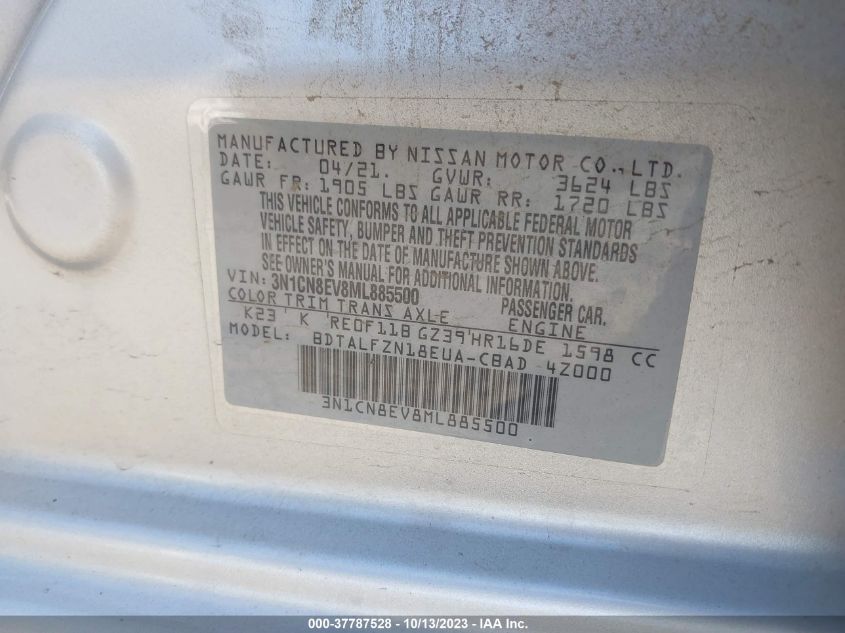 MANUFACTURED BY NISSAN MOTOR CO., LTD.
DATE: 04/21. GVWR: 3624 LBS
GAWR FR: 1905 LBS GAWR RR: 1720 LBS
THIS VEHICLE CONFORMS TO ALL APPLICABLE FEDERAL MOTOR
VEHICLE SAFETY, BUMPER AND THEFT PREVENTION STANDARDS
IN EFFECT ON THE DATE OF MANUFACTURE SHOWN ABOVE.
SEE OWNER'S MANUAL FOR ADDITIONAL INFORMATION.
VIN: 3N1CN8EV8ML885500 PASSENGER CAR.
COLOR TRIM TRANS AXLE ENGINE
K23 ' K 'RE0F11B GZ39'HR16DE 1598 CC
MODEL: BDTALFZN18EUA-CBAD 4Z000
3N1CN8EV8ML885500
000-37787528 - 10/13/2023 - IAA Inc.